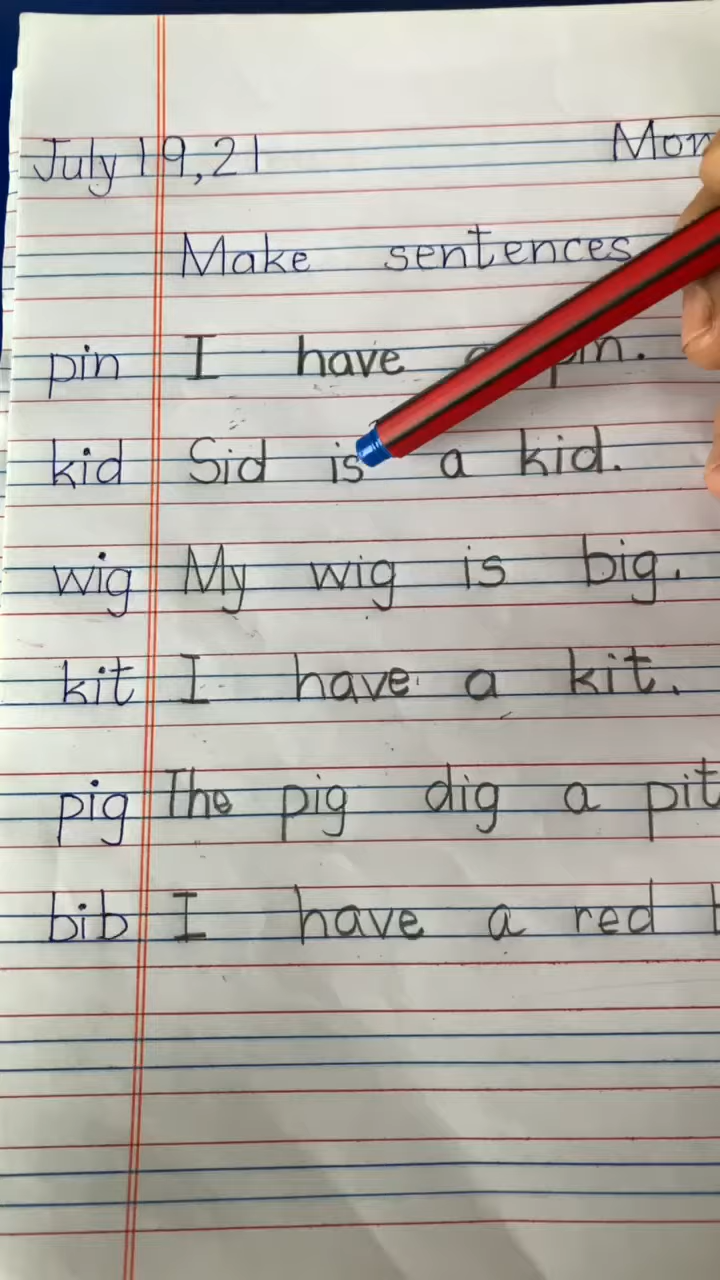 July 19,21 Mon
Make sentences
pin I have a pin.
kid Sid is a kid.
wig My wig is big.
kit I have a kit.
pig The pig dig a pit
bib I have a red